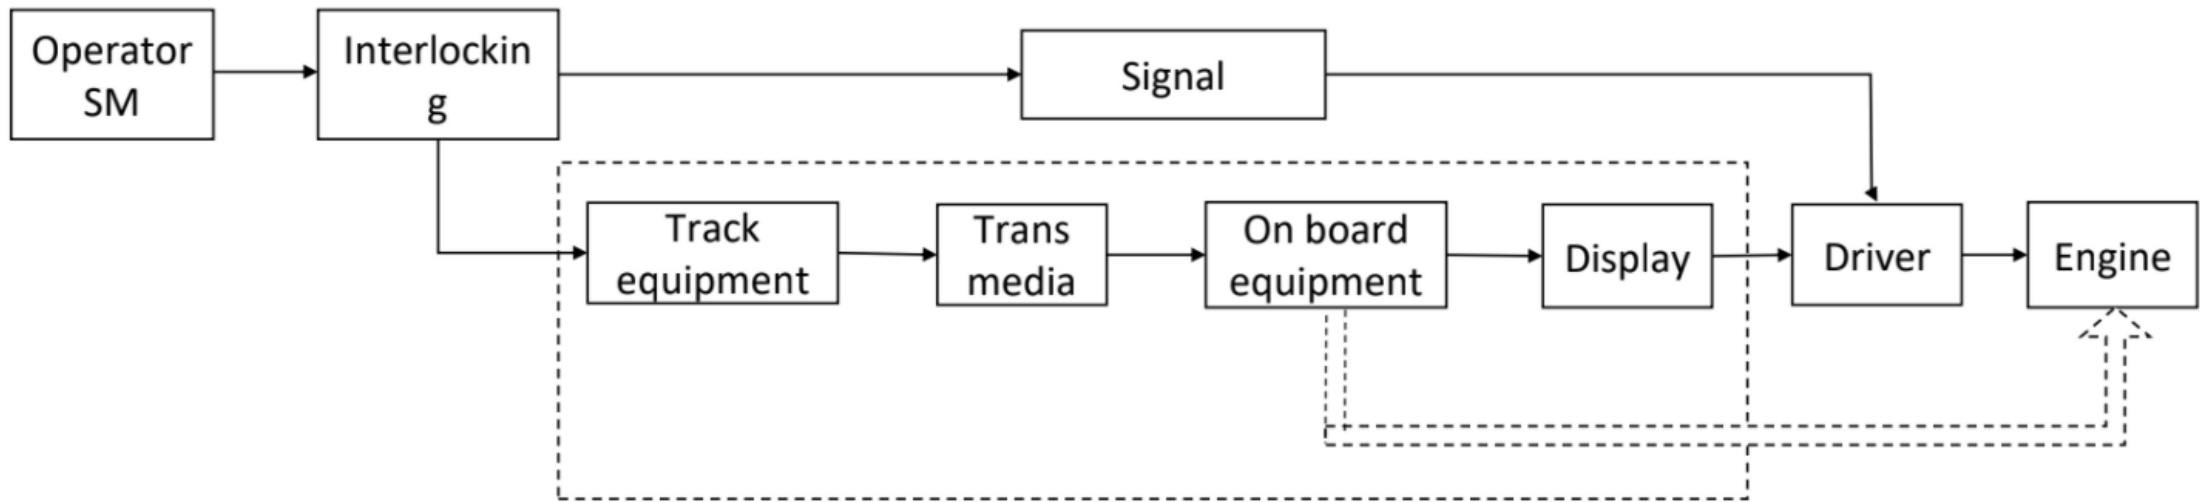 Operator
SM
Interlockin
g
Signal
Track
equipment
Trans
media
On board
equipment
Display
Driver
Engine